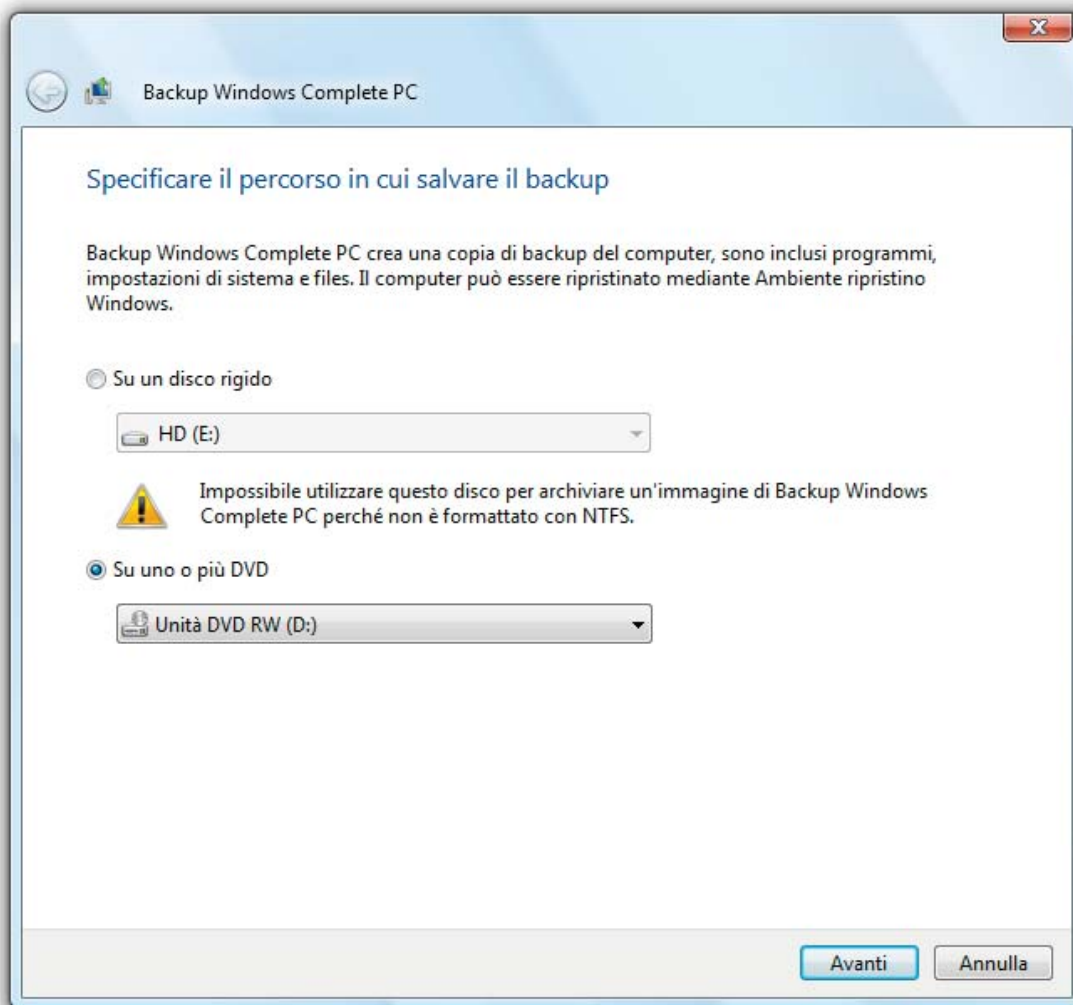 Backup Windows Complete PC
Specificare il percorso in cui salvare il backup
Backup Windows Complete PC crea una copia di backup del computer, sono inclusi programmi,
impostazioni di sistema e files. Il computer può essere ripristinato mediante Ambiente ripristino
Windows.
Su un disco rigido
HD (E:)
Impossibile utilizzare questo disco per archiviare un'immagine di Backup Windows
Complete PC perché non è formattato con NTFS.
Su uno o più DVD
Unità DVD RW (D:)
Avanti
Annulla